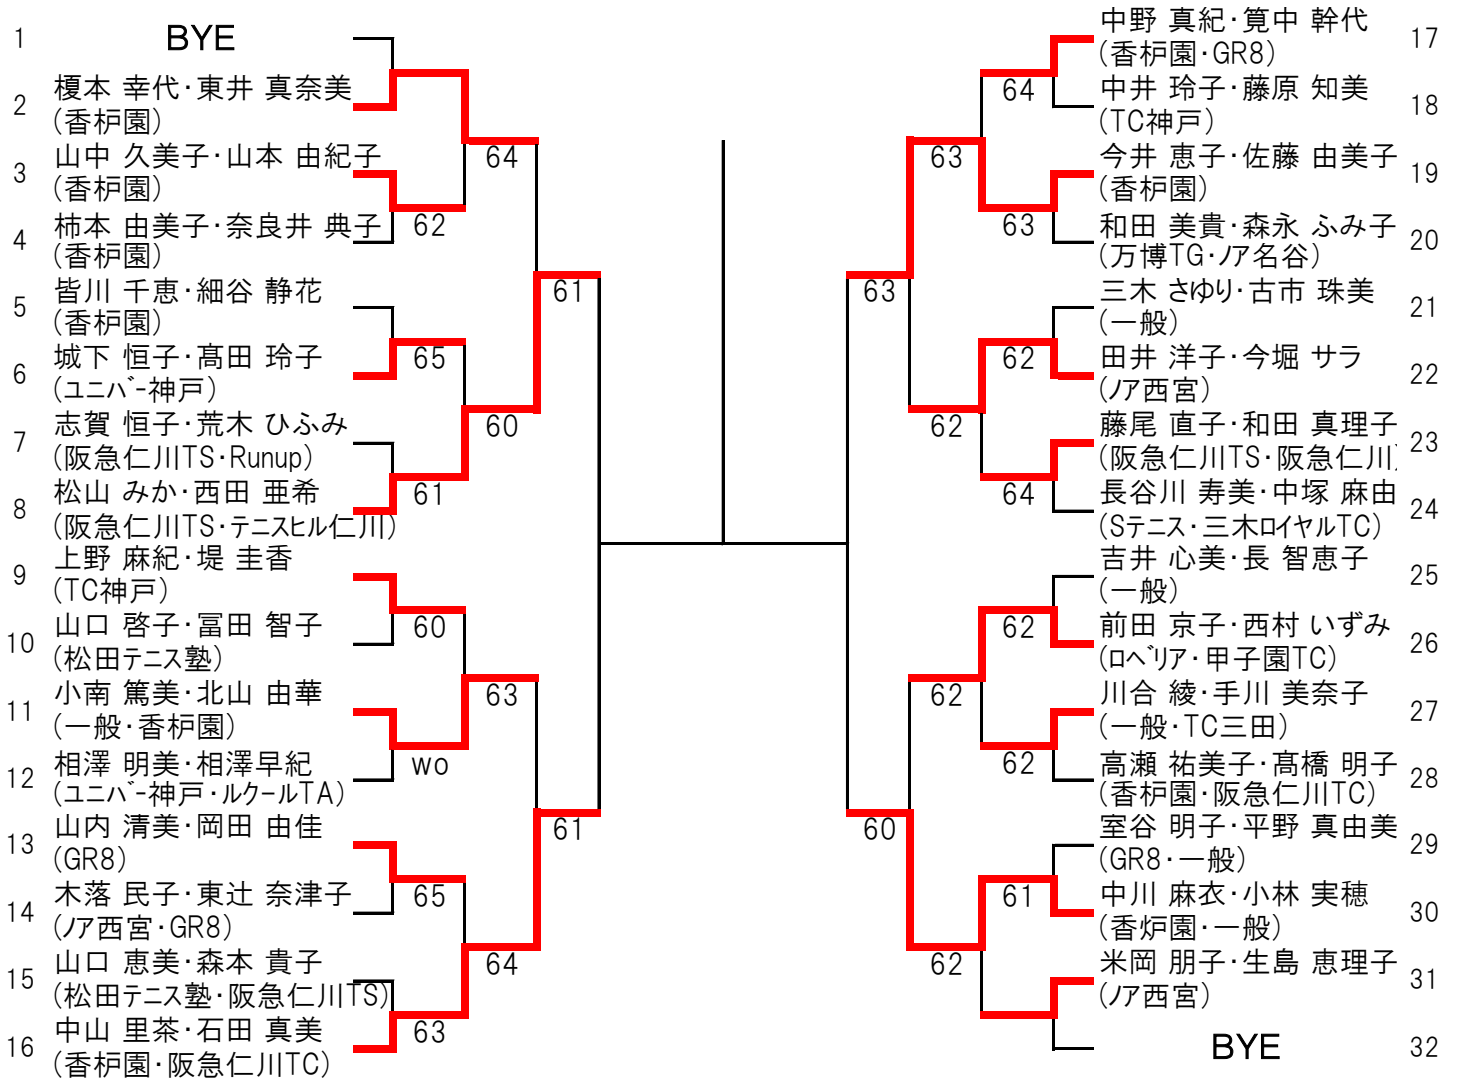 1 BYE
2 榎本 幸代・東井 真奈美
(香枦園)
3 山中 久美子・山本 由紀子
(香枦園)
4 柿本 由美子・奈良井 典子
(香枦園)
5 皆川 千恵・細谷 静花
(香枦園)
6 城下 恒子・髙田 玲子
(ユニバー神戸)
7 志賀 恒子・荒木 ひふみ
(阪急仁川TS・Runup)
8 松山 みか・西田 亜希
(阪急仁川TS・テニスヒル仁川)
9 上野 麻紀・堤 圭香
(TC神戸)
10 山口 啓子・冨田 智子
(松田テニス塾)
11 小南 篤美・北山 由華
(一般・香枦園)
12 相澤 明美・相澤早紀
(ユニバー神戸・ルクールTA)
13 山内 清美・岡田 由佳
(GR8)
14 木落 民子・東辻 奈津子
(ノア西宮・GR8)
15 山口 恵美・森本 貴子
(松田テニス塾・阪急仁川TS)
16 中山 里茶・石田 真美
(香枦園・阪急仁川TC)
62
65
61
60
wo
65
63
64
60
63
64
61
61
63
60
63
62
62
62
64
63
62
64
62
62
61
中野 真紀・筧中 幹代 17
(香枦園・GR8)
中井 玲子・藤原 知美 18
(TC神戸)
今井 恵子・佐藤 由美子 19
(香枦園)
和田 美貴・森永 ふみ子 20
(万博TG・ノア名谷)
三木 さゆり・古市 珠美 21
(一般)
田井 洋子・今堀 サラ 22
(ノア西宮)
藤尾 直子・和田 真理子 23
(阪急仁川TS・阪急仁川)
長谷川 寿美・中塚 麻由 24
(Sテニス・三木ロイヤルTC)
吉井 心美・長 智恵子 25
(一般)
前田 京子・西村 いずみ 26
(ロベリア・甲子園TC)
川合 綾・手川 美奈子 27
(一般・TC三田)
高瀬 祐美子・髙橋 明子 28
(香枦園・阪急仁川TC)
室谷 明子・平野 真由美 29
(GR8・一般)
中川 麻衣・小林 実穂 30
(香炉園・一般)
米岡 朋子・生島 恵理子 31
(ノア西宮)
BYE 32